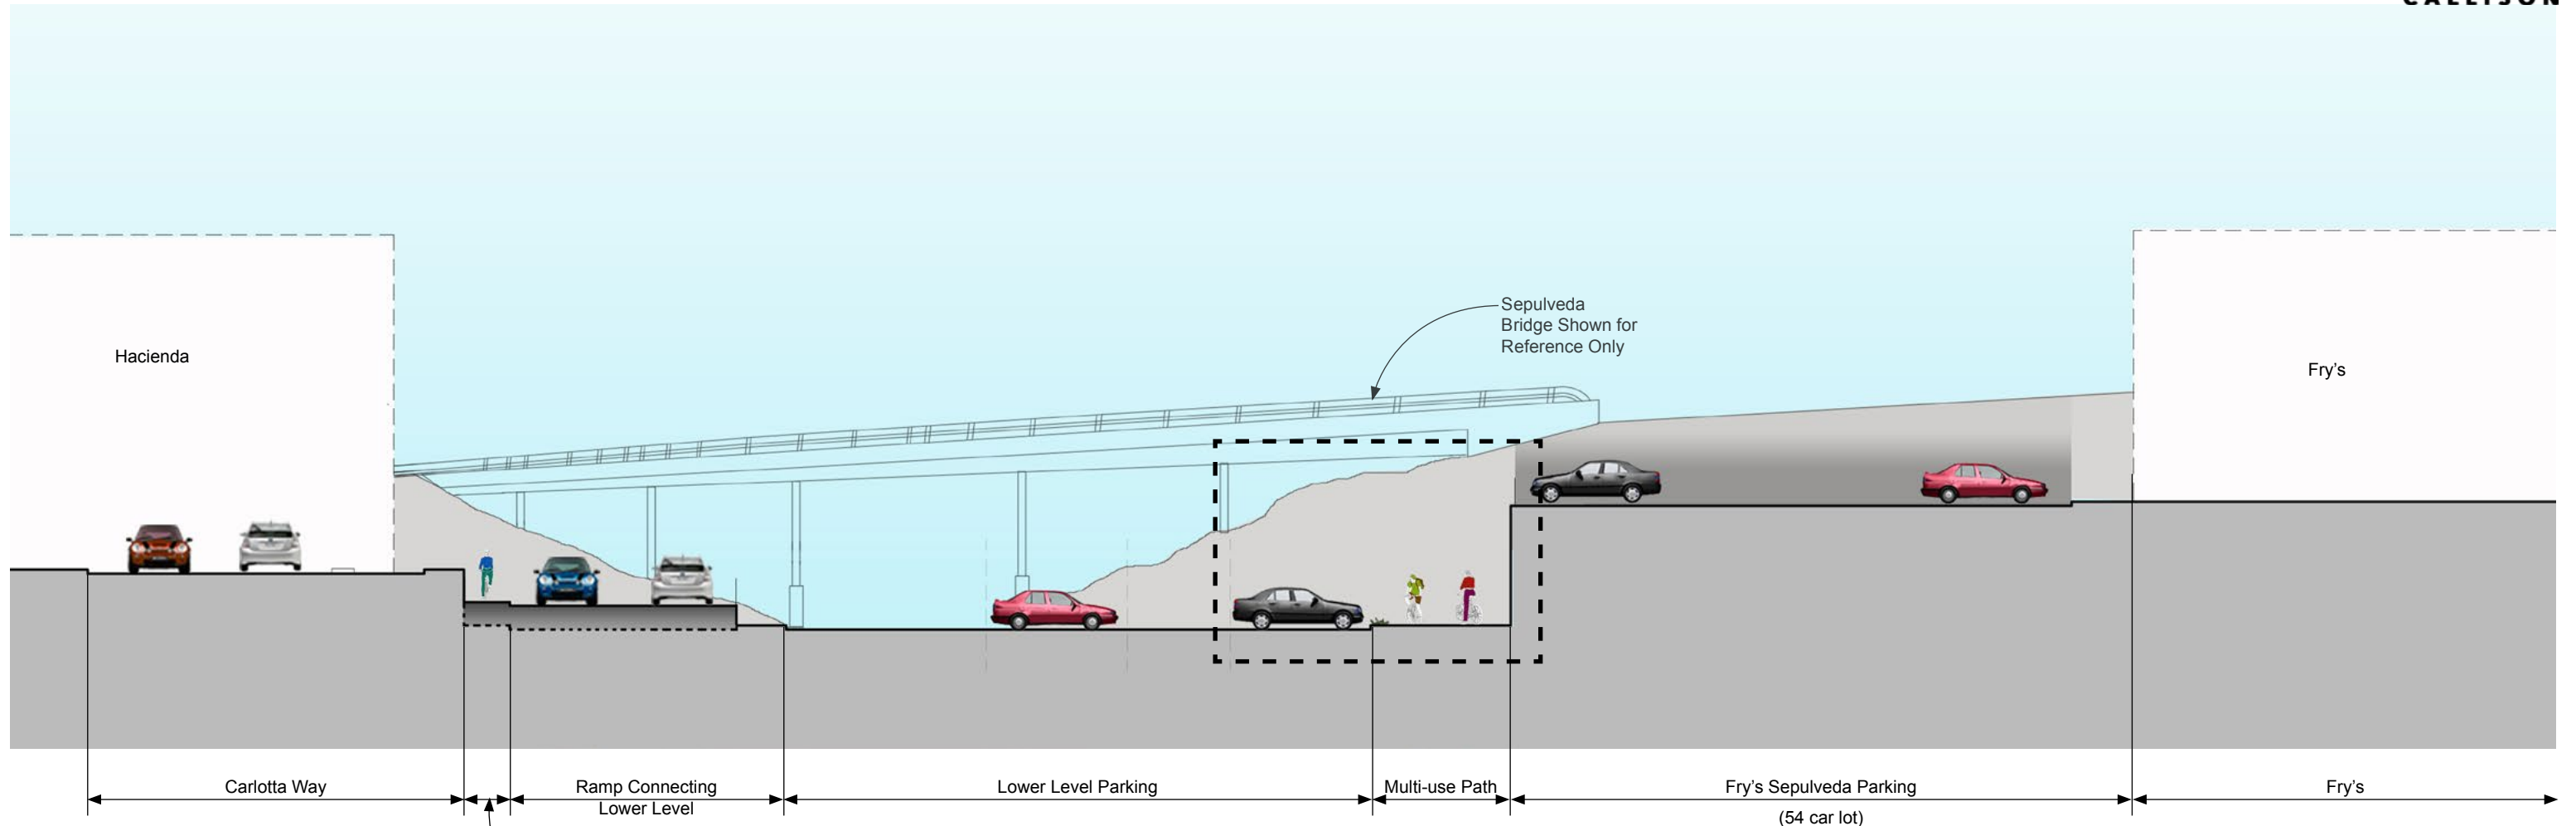 CALLISON
Sepulveda
Bridge Shown for
Reference Only
Hacienda
Fry's
Carlotta Way
Ramp Connecting
Lower Level
Lower Level Parking
Multi-use Path
Fry's Sepulveda Parking
(54 car lot)
Fry's